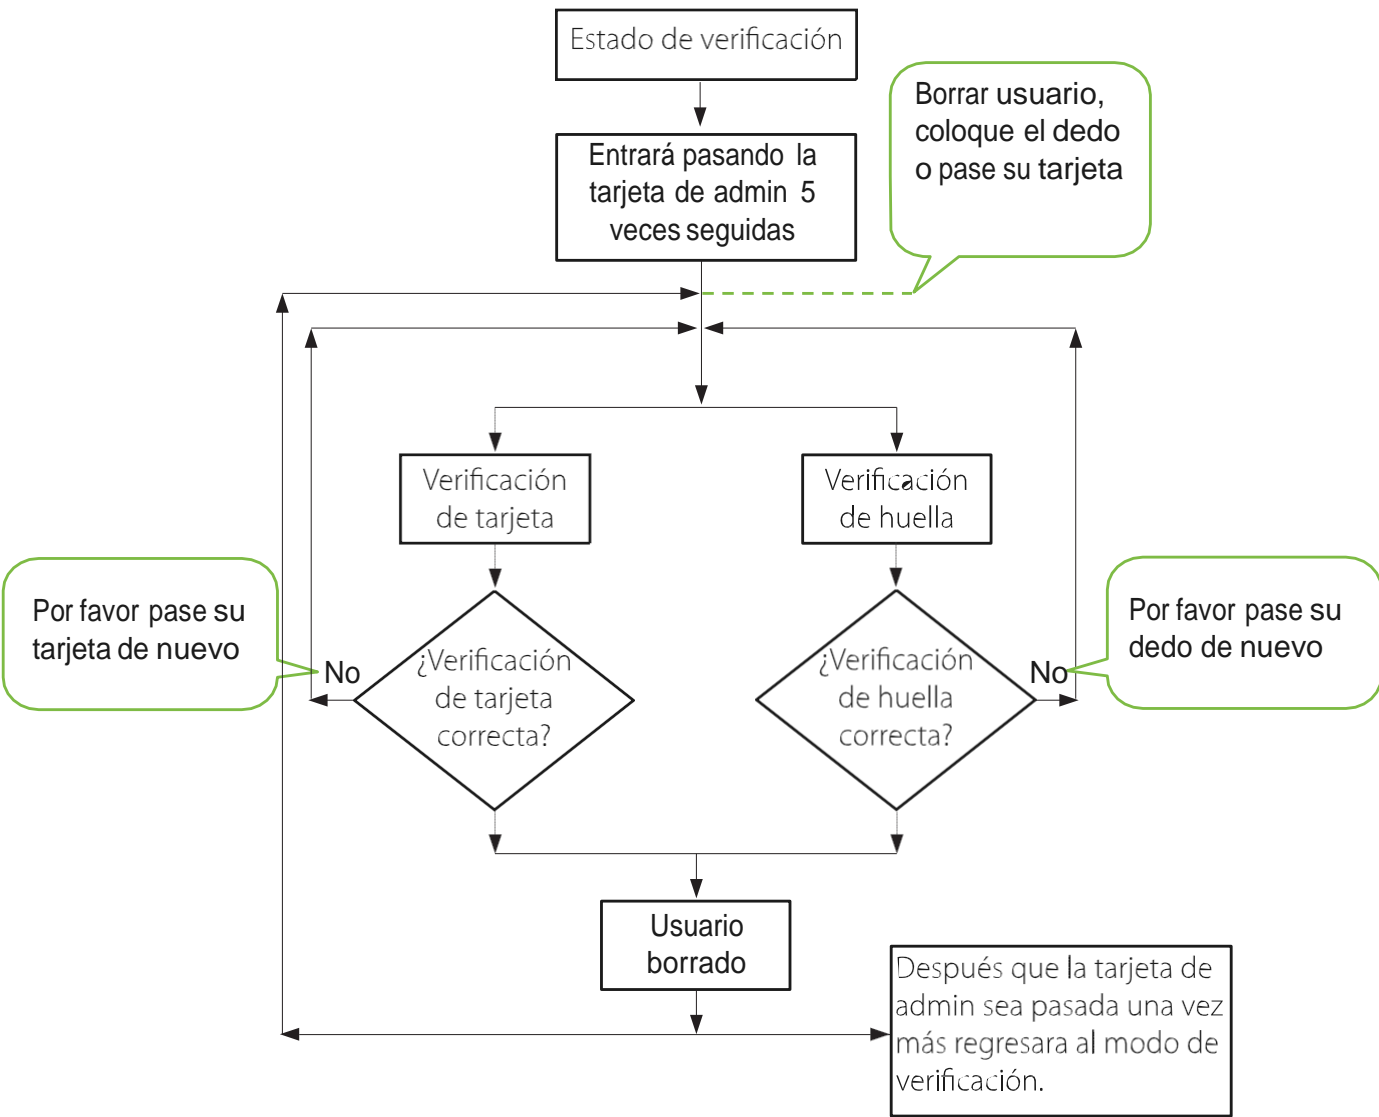 Estado de verificación
Borrar usuario,
coloque el dedo
o pase su tarjeta
Entrará pasando la
tarjeta de admin 5
veces seguidas
Verificación
de tarjeta
Verificación
de huella
Por favor pase su
tarjeta de nuevo
No
¿Verificación
de tarjeta
correcta?
¿Verificación
de huella
correcta?
No
Por favor pase su
dedo de nuevo
Usuario
borrado
Después que la tarjeta de
admin sea pasada una vez
más regresara al modo de
verificación.